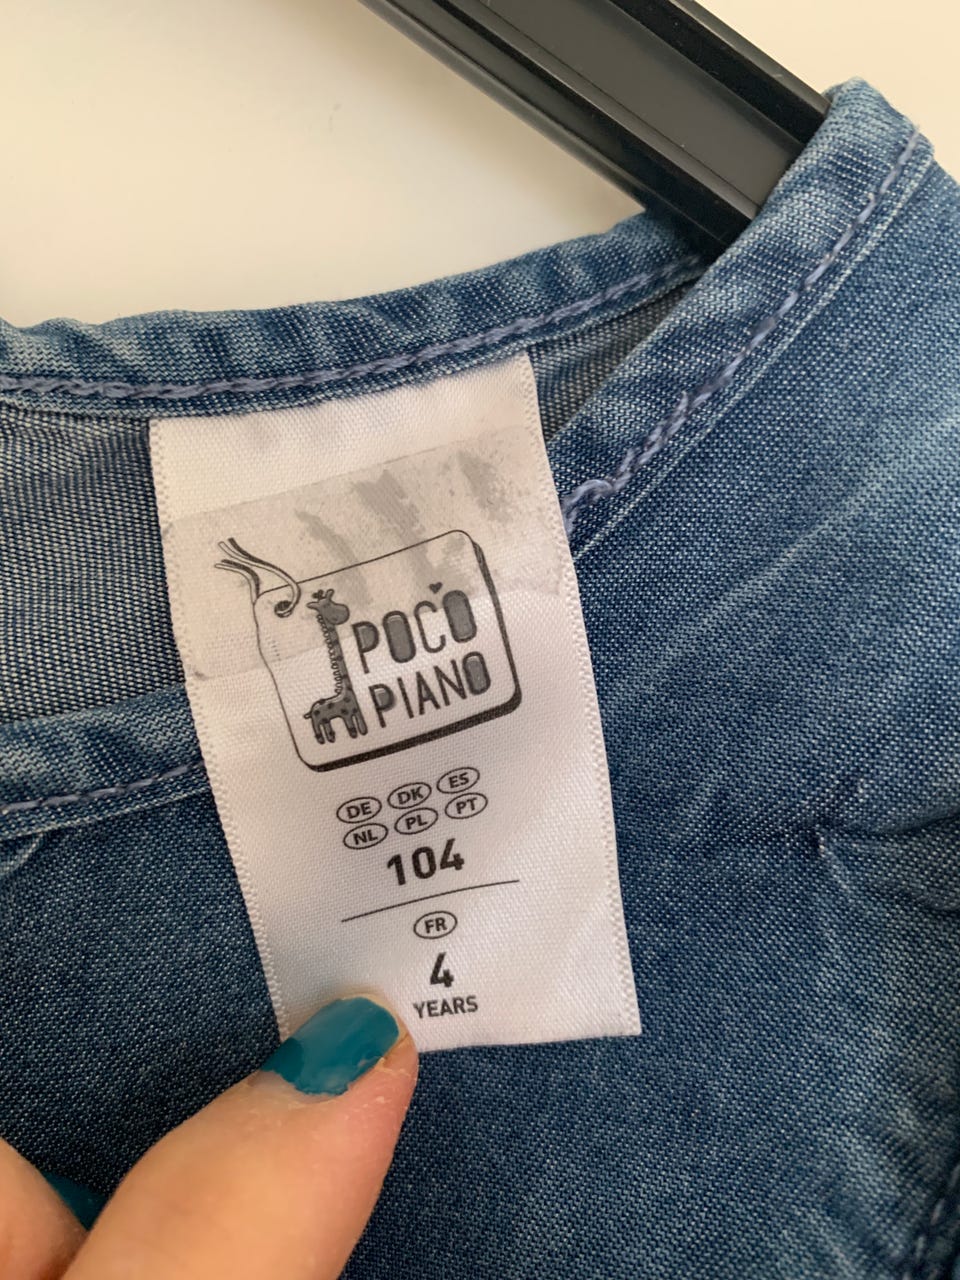 POCO
PIANO
DE DK ES
NL PL PT
104
FR
4
YEARS